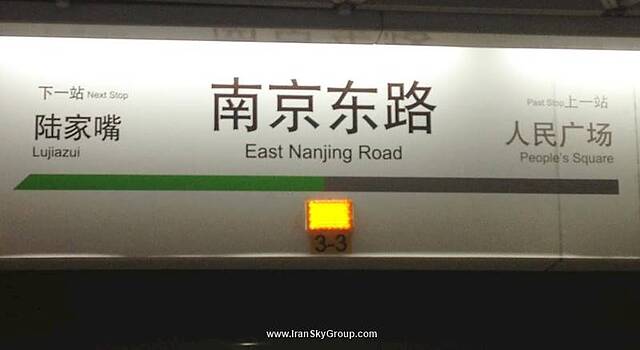 下一站 Next Stop
陆家嘴
Lujiazui
南京东路
East Nanjing Road
Past Stop 上一站
人民广场
People's Square
3-3
www.IranSkyGroup.com